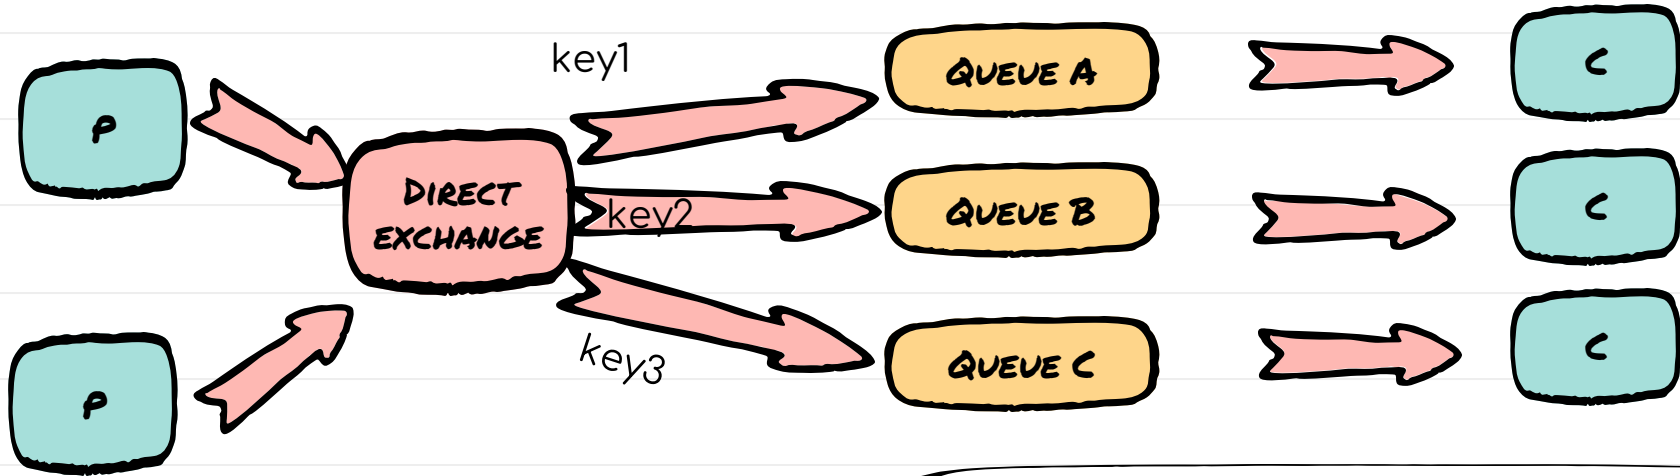 P
P
DIRECT
EXCHANGE
key1
key2
key3
QUEUE A
QUEUE B
QUEUE C
C
C
C